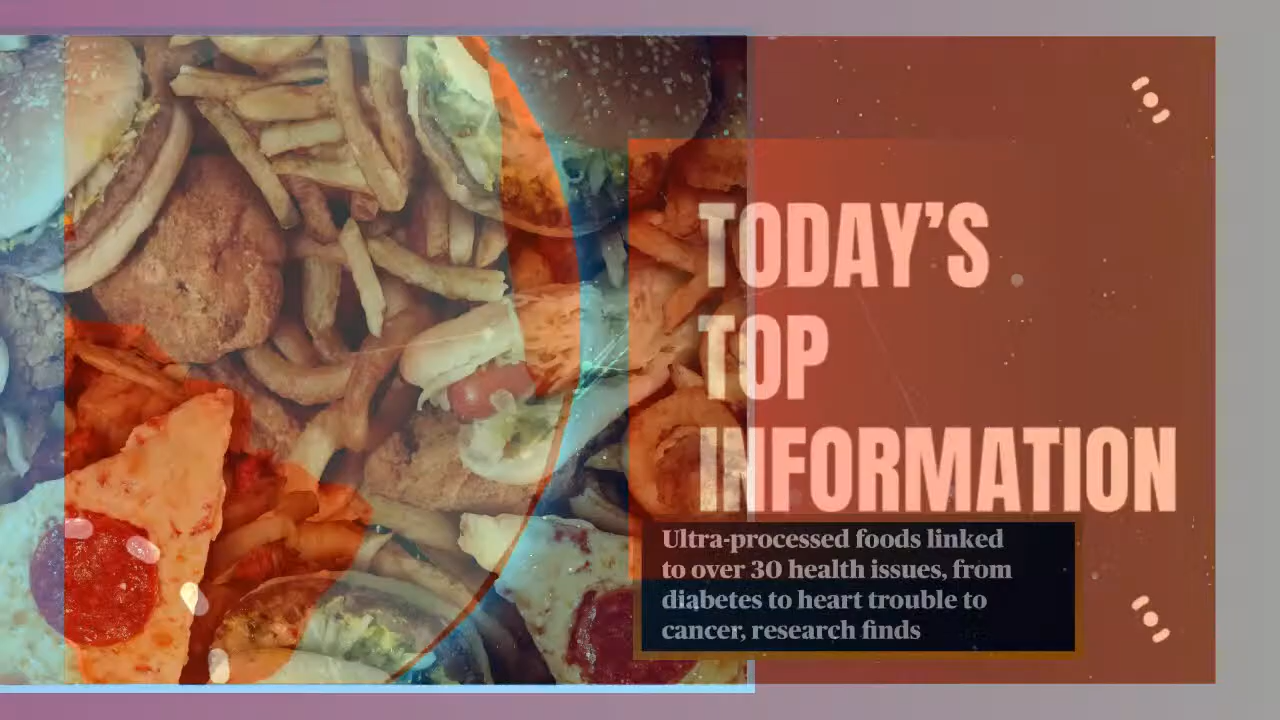 TODAY’S
TOP
INFORMATION
Ultra-processed foods linked
to over 30 health issues, from
diabetes to heart trouble to
cancer, research finds